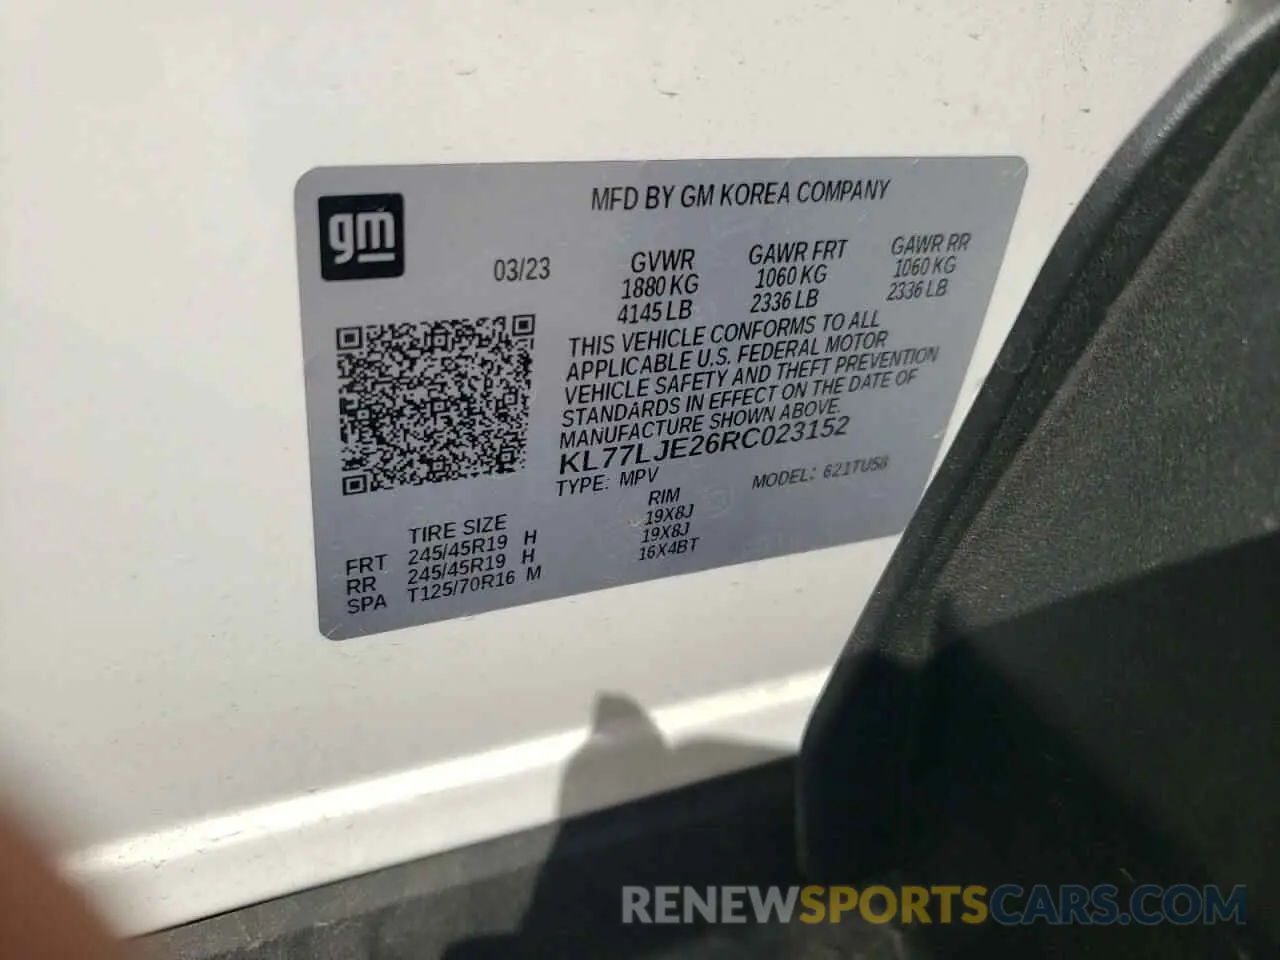 gm
MFD BY GM KOREA COMPANY
03/23
GVWR GAWR FRT GAWR RR
1880 KG 1060 KG 1060 KG
4145 LB 2336 LB 2336 LB
THIS VEHICLE CONFORMS TO ALL
APPLICABLE U.S. FEDERAL MOTOR
VEHICLE SAFETY AND THEFT PREVENTION
STANDARDS IN EFFECT ON THE DATE OF
MANUFACTURE SHOWN ABOVE.
KL77LJE26RC023152
TYPE: MPV MODEL: 621TU58
TIRE SIZE RIM
FRT 245/45R19 H 19X8J
RR 245/45R19 H 19X8J
SPA T125/70R16 M 16X4BT
RENEWSPORTSCARS.COM